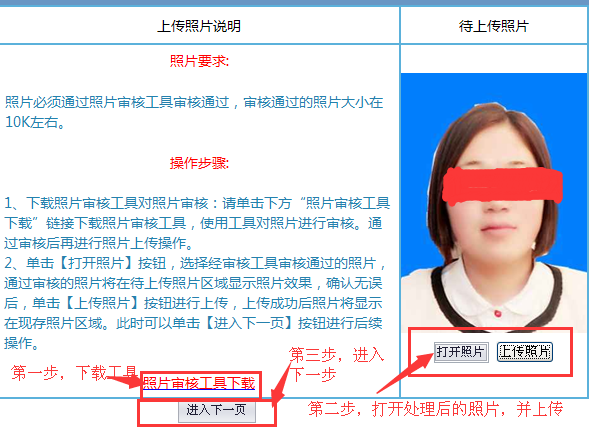 上传照片说明
待上传照片
照片要求:
照片必须通过照片审核工具审核通过，审核通过的照片大小在
10K左右。
操作步骤:
1、下载照片审核工具对照片审核：请单击下方“照片审核工具
下载”链接下载照片审核工具，使用工具对照片进行审核。通
过审核后再进行照片上传操作。
2、单击【打开照片】按钮，选择经审核工具审核通过的照片，
通过审核的照片将在待上传照片区域显示照片效果，确认无误
后，单击【上传照片】按钮进行上传，上传成功后照片将显示
在现存照片区域。此时可以单击【进入下一页】按钮进行后续
操作。
打开照片
上传照片
第一步，下载工具
照片审核工具下载
第三步，进入
下一步
进入下一页
第二步，打开处理后的照片，并上传